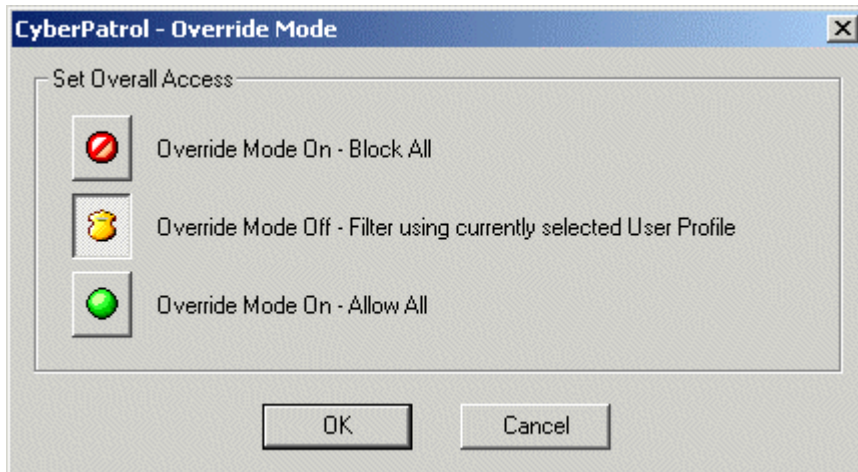 CyberPatrol - Override Mode
Set Overall Access
Override Mode On - Block All
Override Mode Off - Filter using currently selected User Profile
Override Mode On - Allow All
OK
Cancel